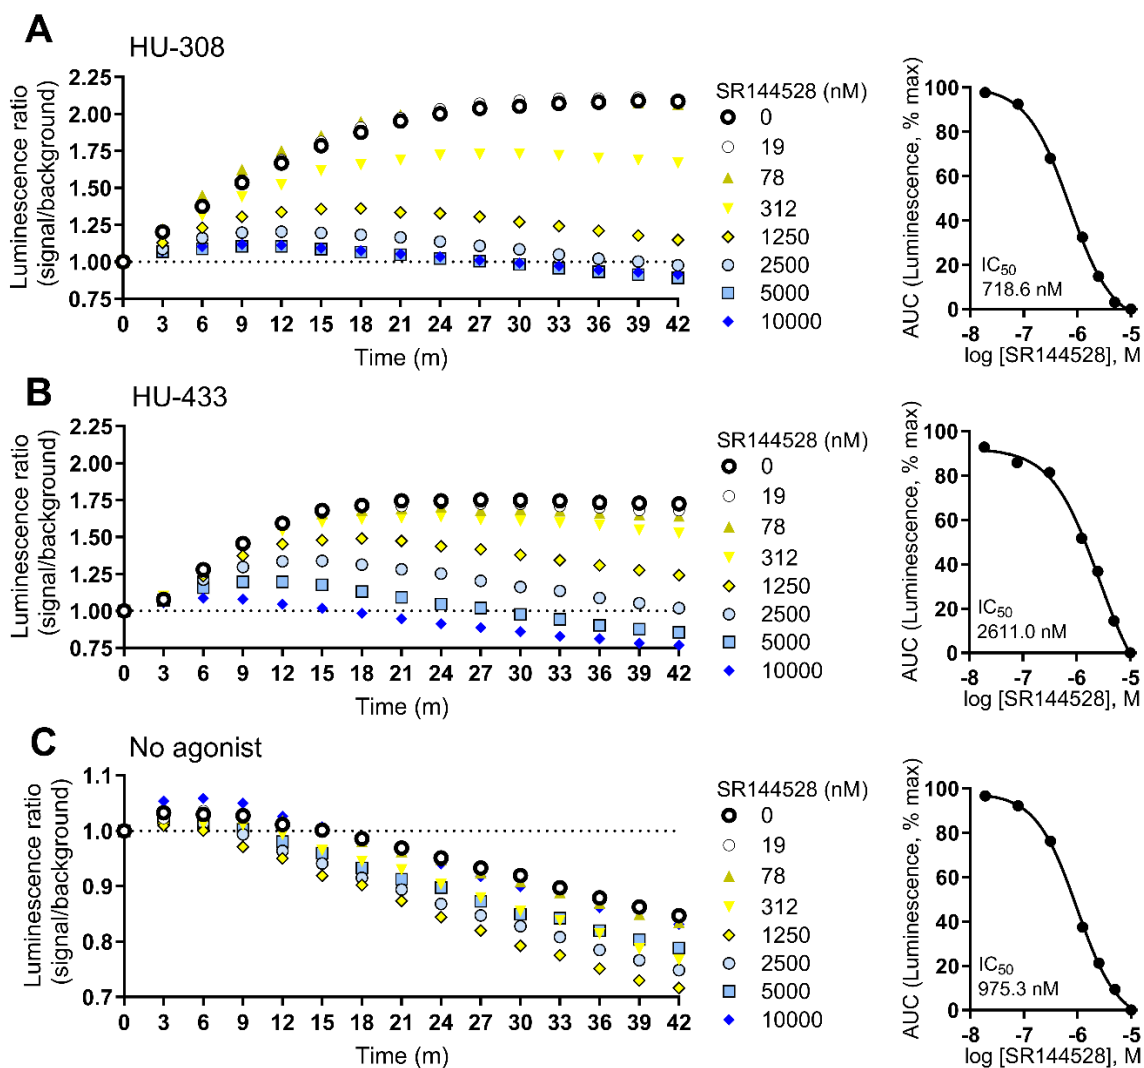 A
HU-308
Luminescence ratio
(signal/background)
2.25
2.00
1.75
1.50
1.25
1.00
0.75
0 3 6 9 12 15 18 21 24 27 30 33 36 39 42
Time (m)
SR144528 (nM)
0
19
78
312
1250
2500
5000
10000
AUC (Luminescence, % max)
100
80
60
40
20
0
IC50
718.6 nM
-8 -7 -6 -5
log [SR144528], M
B
HU-433
Luminescence ratio
(signal/background)
2.25
2.00
1.75
1.50
1.25
1.00
0.75
0 3 6 9 12 15 18 21 24 27 30 33 36 39 42
Time (m)
SR144528 (nM)
0
19
78
312
1250
2500
5000
10000
AUC (Luminescence, % max)
100
80
60
40
20
0
IC50
2611.0 nM
-8 -7 -6 -5
log [SR144528], M
C
No agonist
Luminescence ratio
(signal/background)
1.1
1.0
0.9
0.8
0.7
0 3 6 9 12 15 18 21 24 27 30 33 36 39 42
Time (m)
SR144528 (nM)
0
19
78
312
1250
2500
5000
10000
AUC (Luminescence, % max)
100
80
60
40
20
0
IC50
975.3 nM
-8 -7 -6 -5
log [SR144528], M